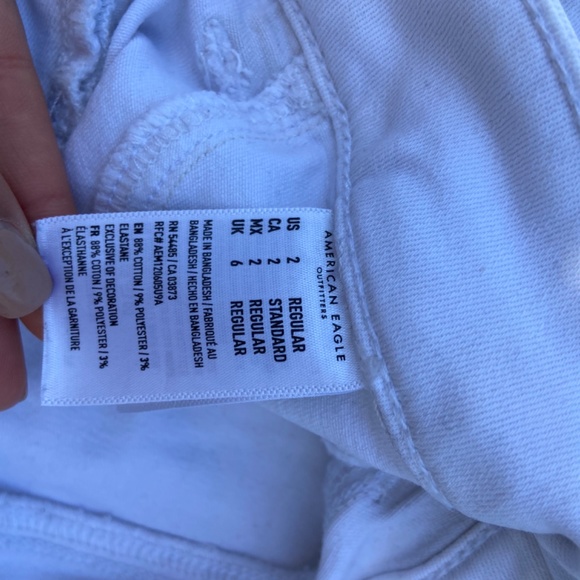 AMERICAN EAGLE
OUTFITTERS
US 2 REGULAR
CA 2 STANDARD
MX 2 REGULAR
UK 6 REGULAR
MADE IN BANGLADESH / FABRIQUÉ AU
BANGLADESH / HECHO EN BANGLADESH
RN 54485 / CA 03873
RFC# AEM120605U9A
EN 88% COTTON / 9% POLYESTER / 3%
ELASTANE
EXCLUSIVE OF DECORATION
FR 88% COTON / 9% POLYESTER / 3%
ÉLASTHANNE
À L'EXCEPTION DE LA GARNITURE